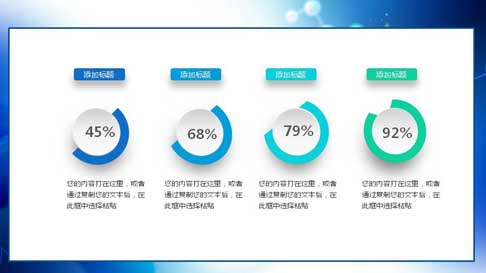 添加标题
添加标题
添加标题
添加标题
45%
68%
79%
92%
您的内容打在这里，或者
通过复制您的文本后，在
此框中选择粘贴
您的内容打在这里，或者
通过复制您的文本后，在
此框中选择粘贴
您的内容打在这里，或者
通过复制您的文本后，在
此框中选择粘贴
您的内容打在这里，或者
通过复制您的文本后，在
此框中选择粘贴